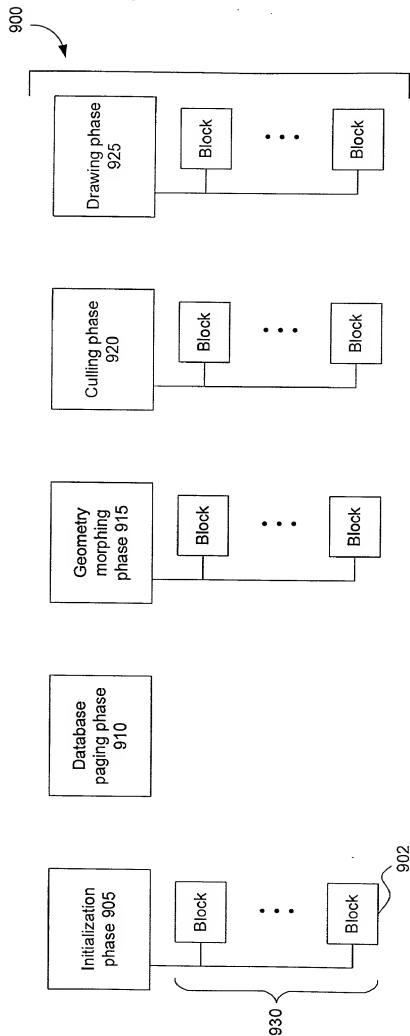 900
Initialization
phase 905
Block
• • •
Block
902
930
Database
paging phase
910
Geometry
morphing
phase 915
Block
• • •
Block
Culling phase
920
Block
• • •
Block
Drawing phase
925
Block
• • •
Block